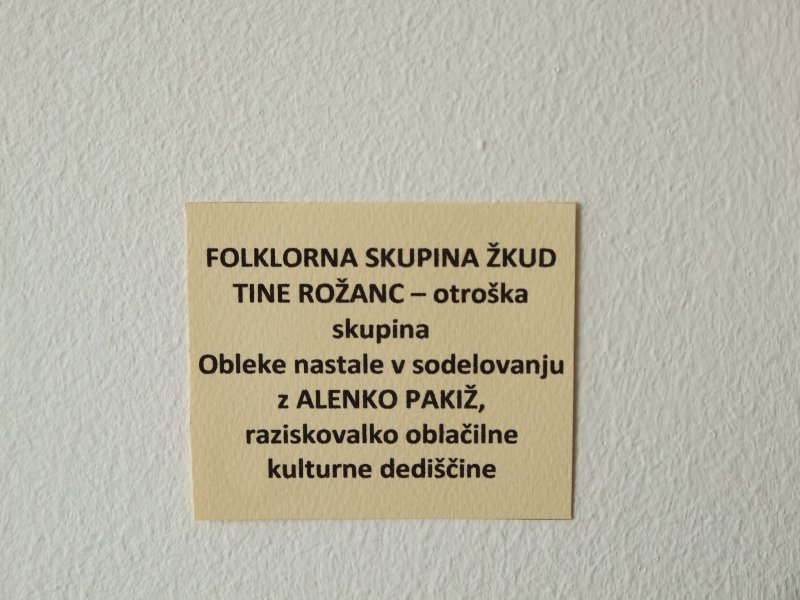 FOLKLORNA SKUPINA ŽKUD
TINE ROŽANC – otroška
skupina
Obleke nastale v sodelovanju
z ALENKO PAKIŽ,
raziskovalko oblačilne
kulturne dediščine